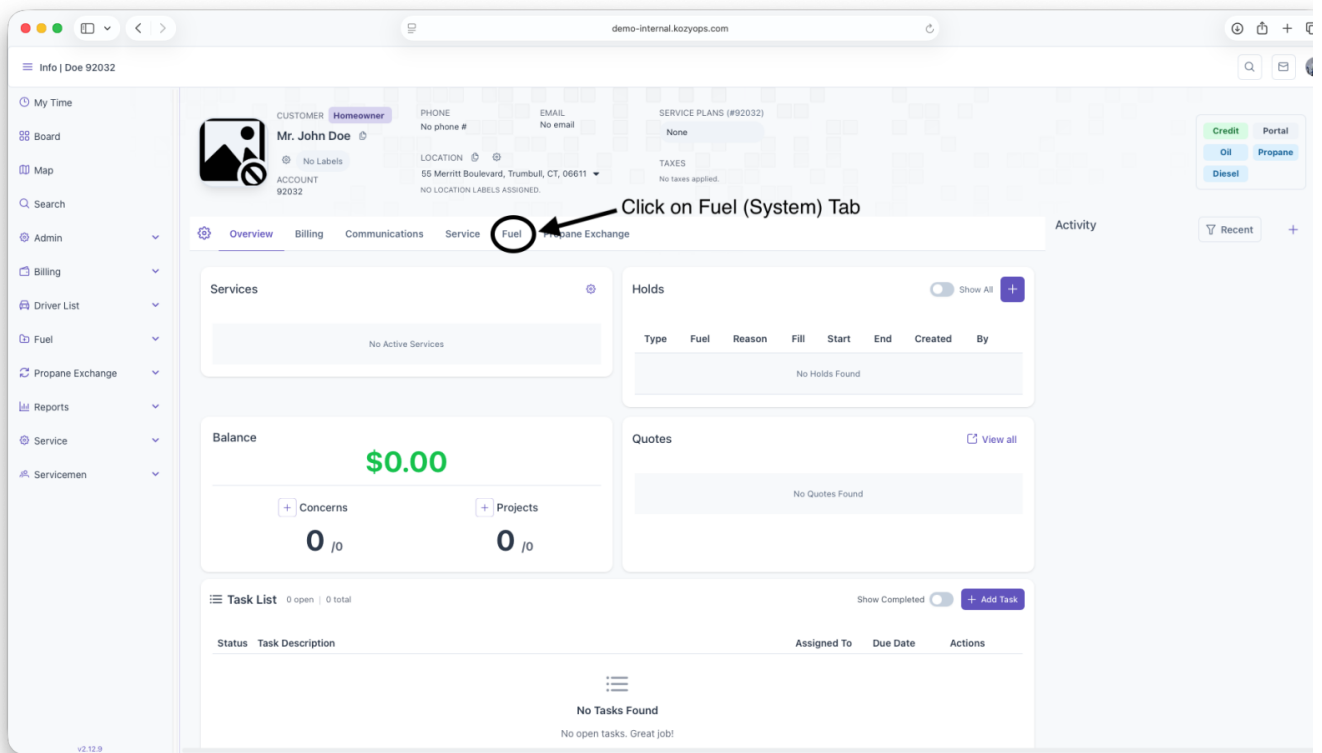 demo-internal.kozyops.com
Info | Doe 92032
My Time
Board
Map
Search
Admin
Billing
Driver List
Fuel
Propane Exchange
Reports
Service
Servicemen
v2.12.9
CUSTOMER Homeowner
Mr. John Doe
No Labels
ACCOUNT
92032
PHONE
No phone #
EMAIL
No email
LOCATION
55 Merritt Boulevard, Trumbull, CT, 06611
NO LOCATION LABELS ASSIGNED.
SERVICE PLANS (#92032)
None
TAXES
No taxes applied.
Credit Portal
Oil Propane
Diesel
Click on Fuel (System) Tab
Overview Billing Communications Service Fuel Propane Exchange
Activity
Recent
Services
No Active Services
Holds
Show All
Type Fuel Reason Fill Start End Created By
No Holds Found
Balance
$0.00
Concerns
0 /0
Projects
0 /0
Quotes
View all
No Quotes Found
Task List 0 open | 0 total
Show Completed
+ Add Task
Status Task Description Assigned To Due Date Actions
No Tasks Found
No open tasks. Great job!